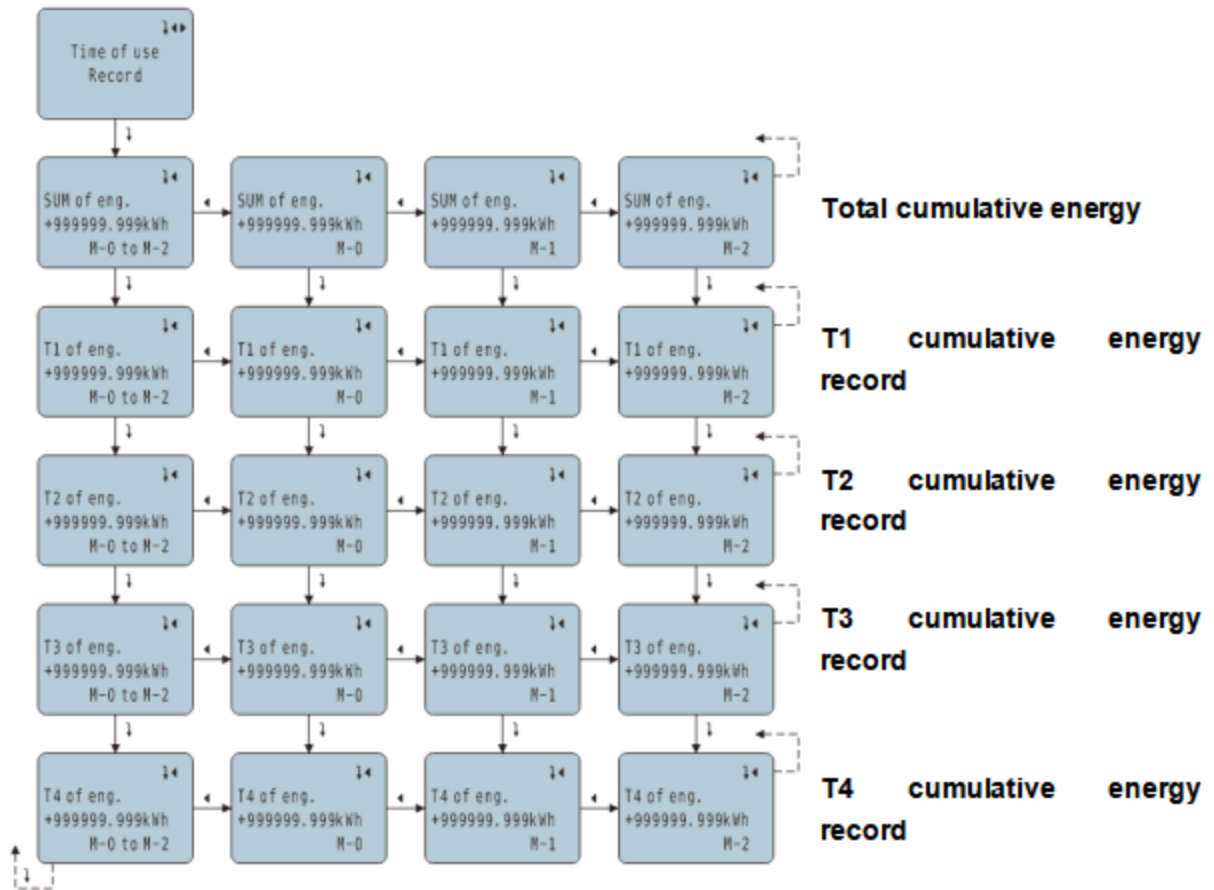 Time of use
Record
SUM of eng.
+999999.999kWh
M-0 to M-2
SUM of eng.
+999999.999kWh
M-0
SUM of eng.
+999999.999kWh
M-1
SUM of eng.
+999999.999kWh
M-2
Total cumulative energy
T1 of eng.
+999999.999kWh
M-0 to M-2
T1 of eng.
+999999.999kWh
M-0
T1 of eng.
+999999.999kWh
M-1
T1 of eng.
+999999.999kWh
M-2
T1 cumulative energy
record
T2 of eng.
+999999.999kWh
M-0 to M-2
T2 of eng.
+999999.999kWh
M-0
T2 of eng.
+999999.999kWh
M-1
T2 of eng.
+999999.999kWh
M-2
T2 cumulative energy
record
T3 of eng.
+999999.999kWh
M-0 to M-2
T3 of eng.
+999999.999kWh
M-0
T3 of eng.
+999999.999kWh
M-1
T3 of eng.
+999999.999kWh
M-2
T3 cumulative energy
record
T4 of eng.
+999999.999kWh
M-0 to M-2
T4 of eng.
+999999.999kWh
M-0
T4 of eng.
+999999.999kWh
M-1
T4 of eng.
+999999.999kWh
M-2
T4 cumulative energy
record